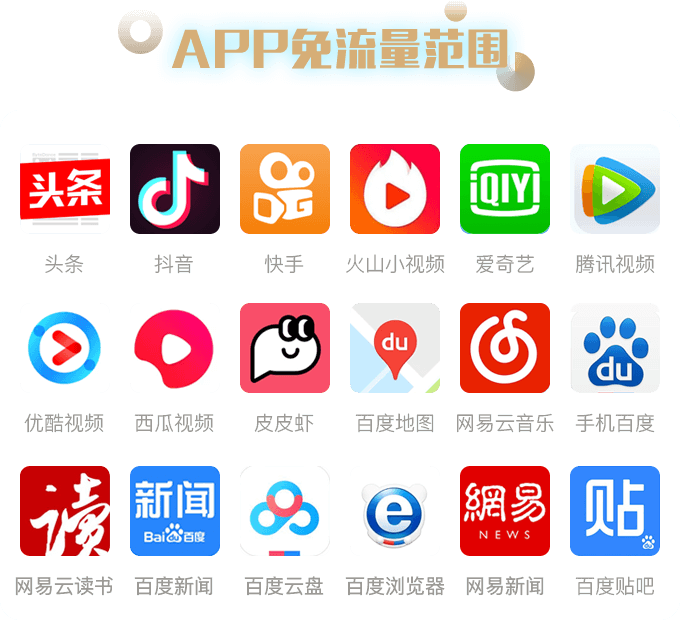 APP免流量范围
头条
QIYI
DG
头条
抖音
快手
火山小视频
爱奇艺
腾讯视频
du
du
优酷视频
西瓜视频
皮皮虾
百度地图
网易云音乐
手机百度
读
新闻
Bai du 百度
e
網易
NEWS
贴
网易云读书
百度新闻
百度云盘
百度浏览器
网易新闻
百度贴吧